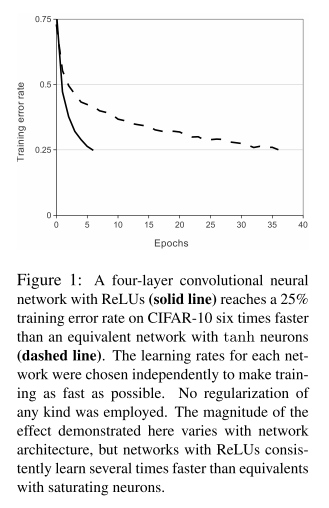 0.75
0.5
0.25
0
Training error rate
0 5 10 15 20 25 30 35 40
Epochs
Figure 1: A four-layer convolutional neural
network with ReLUs (solid line) reaches a 25%
training error rate on CIFAR-10 six times faster
than an equivalent network with tanh neurons
(dashed line). The learning rates for each net-
work were chosen independently to make train-
ing as fast as possible. No regularization of
any kind was employed. The magnitude of the
effect demonstrated here varies with network
architecture, but networks with ReLUs consis-
tently learn several times faster than equivalents
with saturating neurons.